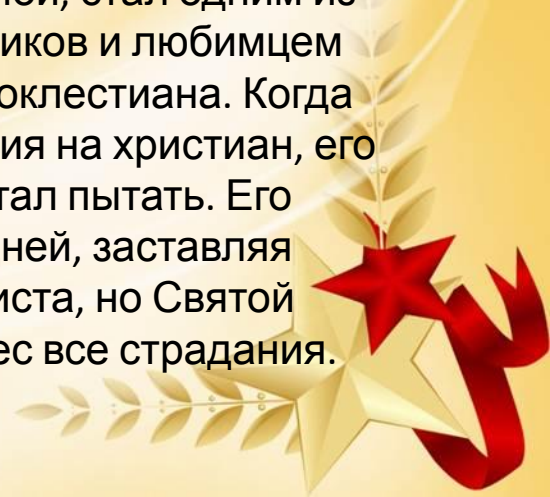 стал одним из
иков и любимцем
оклестиана. Когда
ия на христиан, его
тал пытать. Его
ней, заставляя
иста, но Святой
ес все страдания.